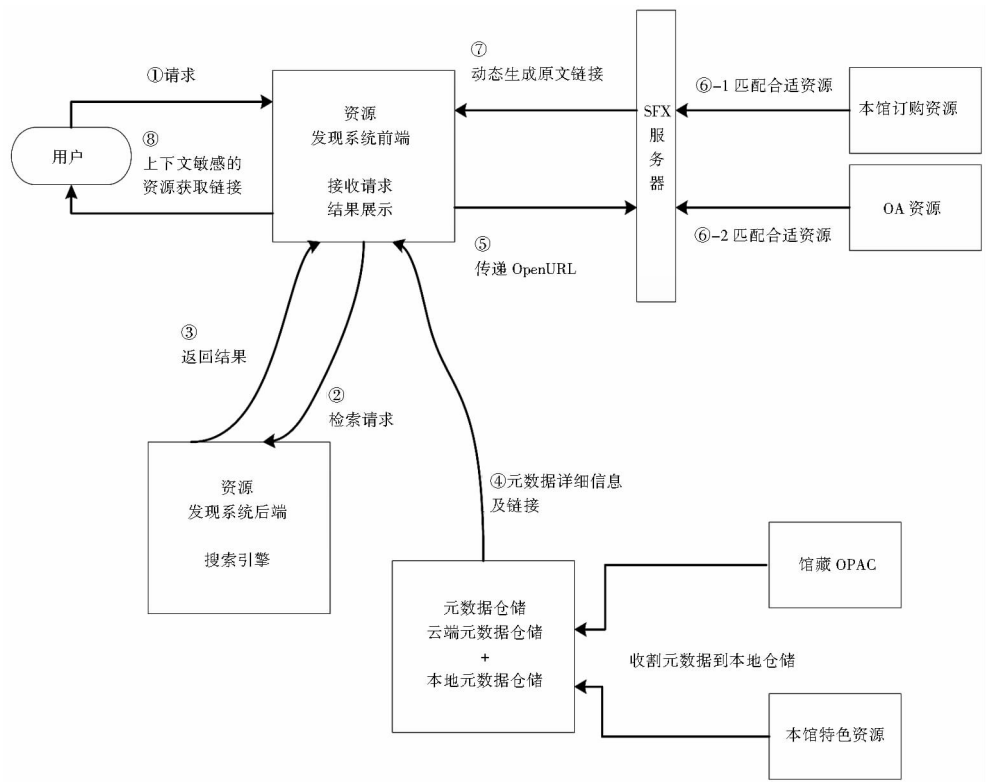 ①请求
用户
⑧
上下文敏感的
资源获取链接
资源
发现系统前端
接收请求
结果展示
⑦
动态生成原文链接
⑤
传递 OpenURL
SFX
服
务
器
⑥-1 匹配合适资源
本馆订购资源
OA 资源
⑥-2 匹配合适资源
③
返回结果
②
检索请求
资源
发现系统后端
搜索引擎
④元数据详细信息
及链接
元数据仓储
云端元数据仓储
+
本地元数据仓储
馆藏 OPAC
收割元数据到本地仓储
本馆特色资源